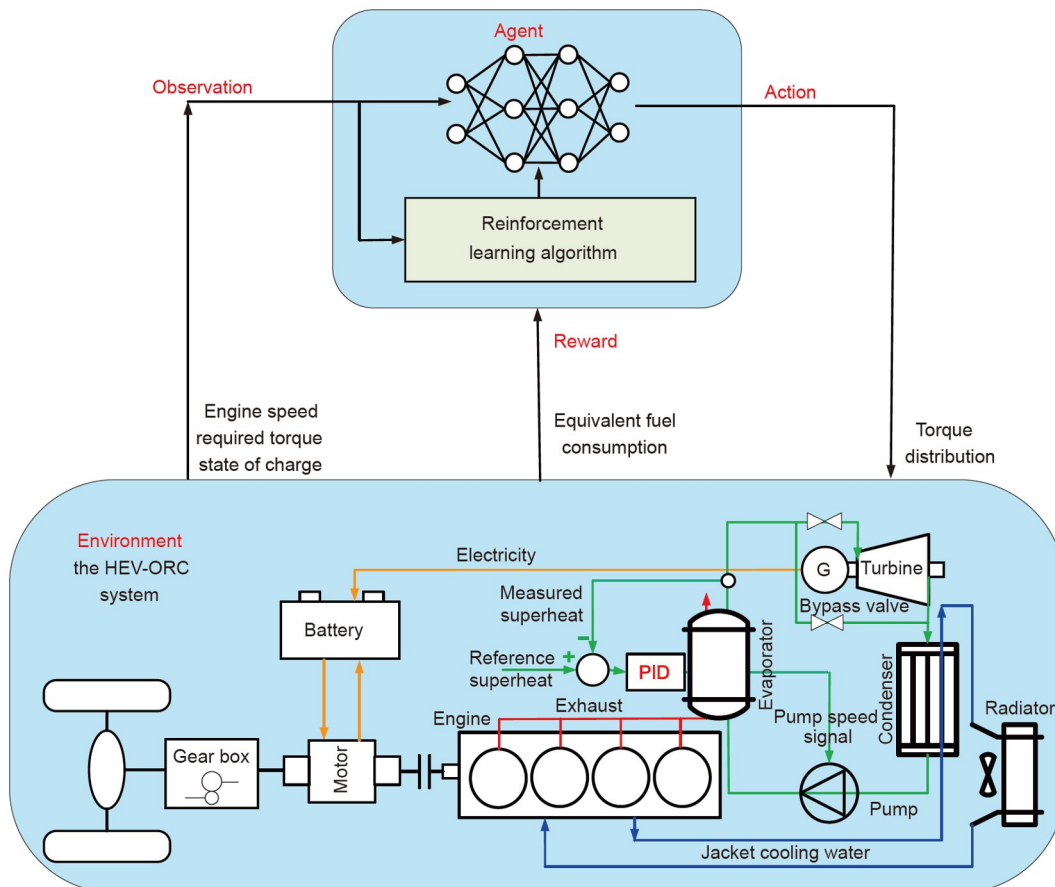 Agent
Observation
Action
Reinforcement
learning algorithm
Reward
Engine speed
required torque
state of charge
Equivalent fuel
consumption
Torque
distribution
Environment
the HEV-ORC
system
Electricity
G
Turbine
Bypass valve
Measured
superheat
Battery
Reference
superheat
+
−
PID
Evaporator
Condenser
Radiator
Engine
Exhaust
Pump speed
signal
Gear box
Motor
Pump
Jacket cooling water